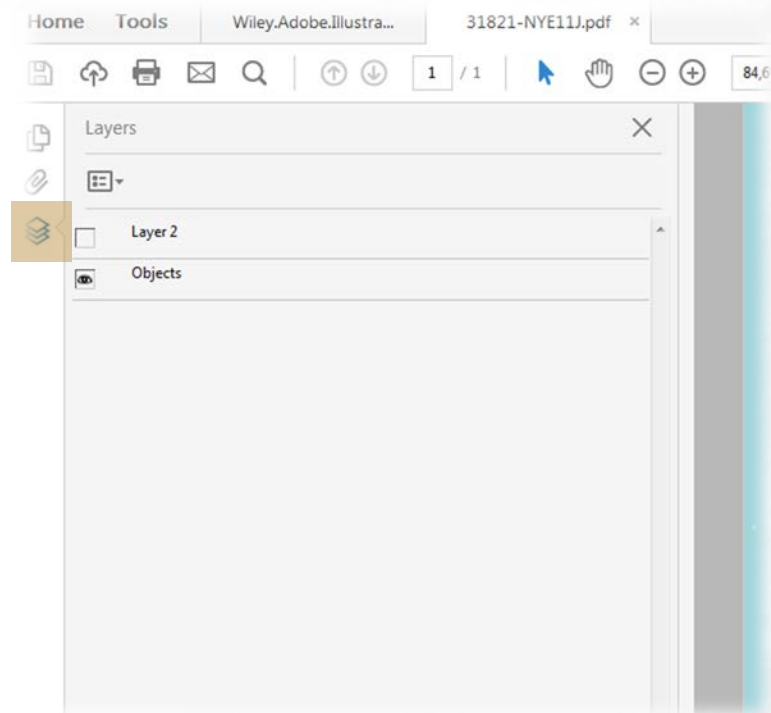 Home Tools Wiley.Adobe.Illustra... 31821-NYE11J.pdf ×
1 / 1 84,6
Layers
Layer 2
Objects